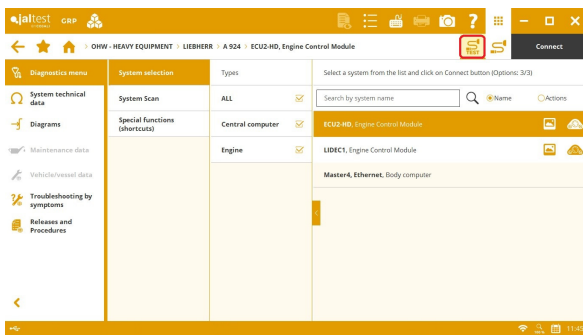 jaltest GRP
OHW - HEAVY EQUIPMENT > LIEBHERR > A 924 > ECU2-HD, Engine Control Module
TEST
Connect
Diagnostics menu
System technical
data
Diagrams
Maintenance data
Vehicle/vessel data
Troubleshooting by
symptoms
Releases and
Procedures
System selection
System Scan
Special functions
(shortcuts)
Types
ALL
Central computer
Engine
Select a system from the list and click on Connect button (Options: 3/3)
Search by system name
Name
Actions
ECU2-HD, Engine Control Module
LIDEC1, Engine Control Module
Master4, Ethernet, Body computer
11:45